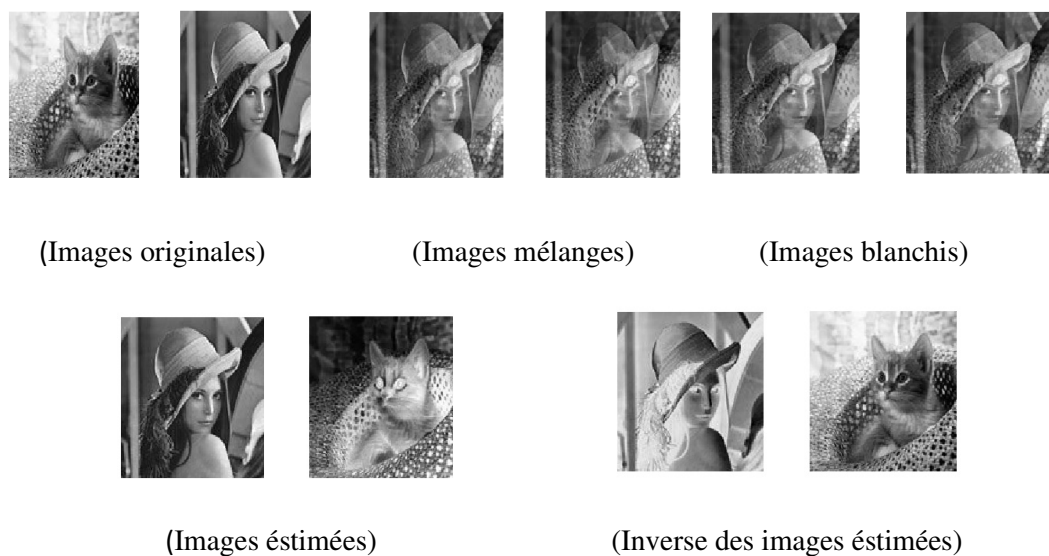 (Images originales)
(Images mélanges)
(Images blanchis)
(Images éstimées)
(Inverse des images éstimées)